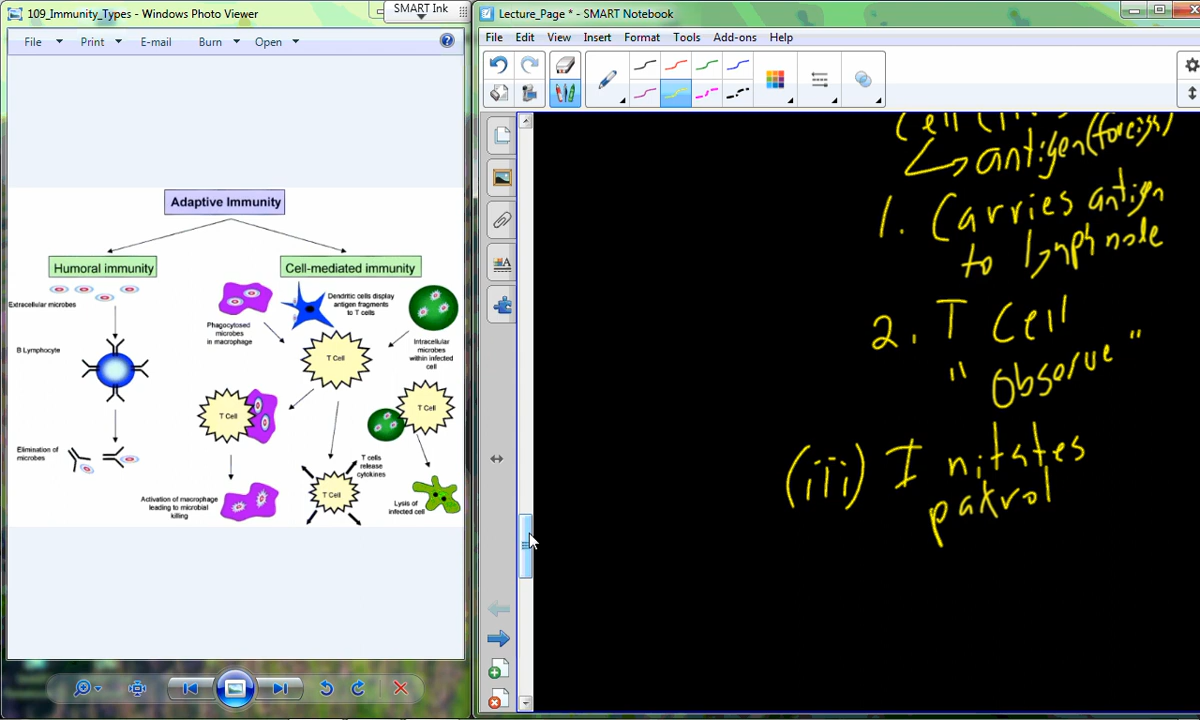 109_Immunity_Types - Windows Photo Viewer
SMART Ink
File Print E-mail Burn Open
Adaptive Immunity
Humoral immunity
Cell-mediated immunity
Extracellular microbes
Phagocytosed
microbes
in macrophage
Dendritic cells display
antigen fragments
to T cells
Intracellular
microbes
within infected
cell
B Lymphocyte
T Cell
T Cell
T Cell
Elimination of
microbes
T cells
release
cytokines
T Cell
Activation of macrophage
leading to microbial
killing
Lysis of
infected cell
Lecture_Page * - SMART Notebook
File Edit View Insert Format Tools Add-ons Help
Cell
antigen (foreign)
1. Carries antigen
to lymph node
2. T Cell
"Observe"
(iii) Initates
patrol